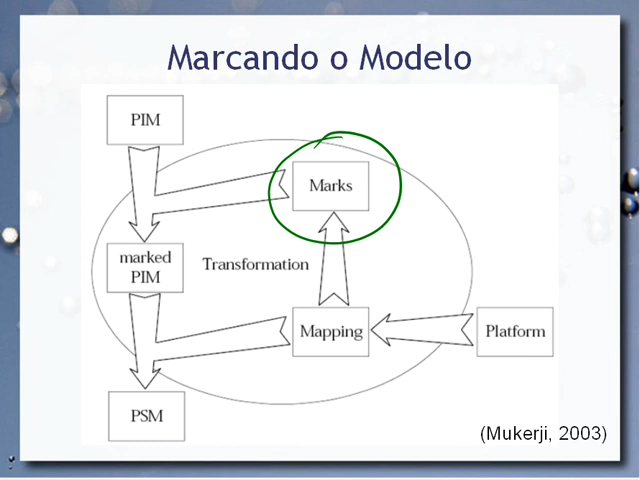 Marcando o Modelo
PIM
Marks
marked
PIM
Transformation
Mapping
Platform
PSM
(Mukerji, 2003)